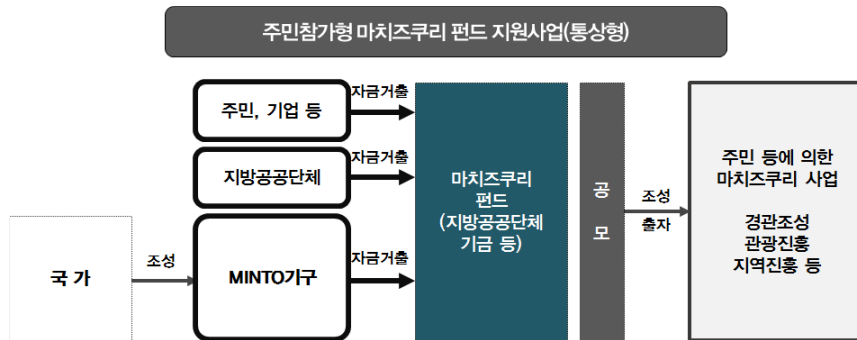 주민참가형 마치즈쿠리 펀드 지원사업(통상형)
주민, 기업 등
자금거출
지방공공단체
자금거출
국 가
조성
MINTO기구
자금거출
마치즈쿠리
펀드
(지방공공단체
기금 등)
공
모
조성
출자
주민 등에 의한
마치즈쿠리 사업
경관조성
관광진흥
지역진흥 등